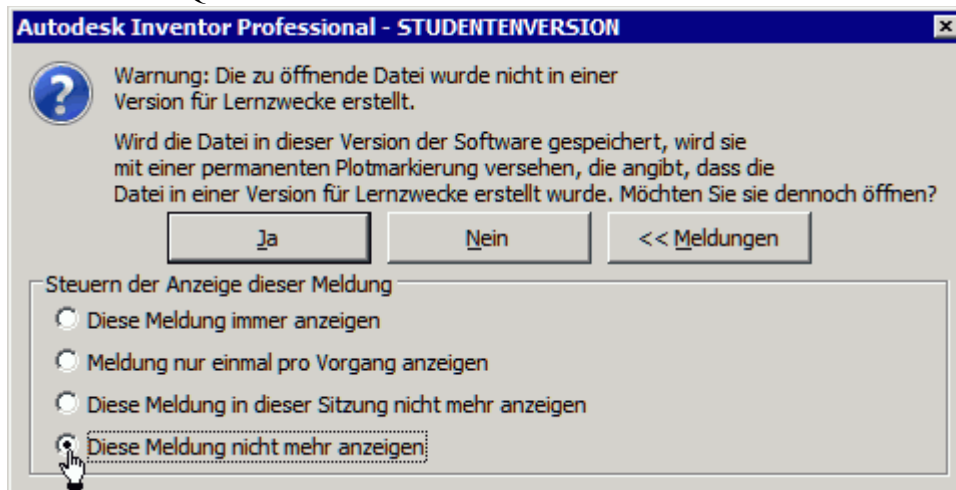 Autodesk Inventor Professional - STUDENTENVERSION
Warnung: Die zu öffnende Datei wurde nicht in einer
Version für Lernzwecke erstellt.
Wird die Datei in dieser Version der Software gespeichert, wird sie
mit einer permanenten Plotmarkierung versehen, die angibt, dass die
Datei in einer Version für Lernzwecke erstellt wurde. Möchten Sie sie dennoch öffnen?
Ja Nein << Meldungen
Steuern der Anzeige dieser Meldung
Diese Meldung immer anzeigen
Meldung nur einmal pro Vorgang anzeigen
Diese Meldung in dieser Sitzung nicht mehr anzeigen
Diese Meldung nicht mehr anzeigen